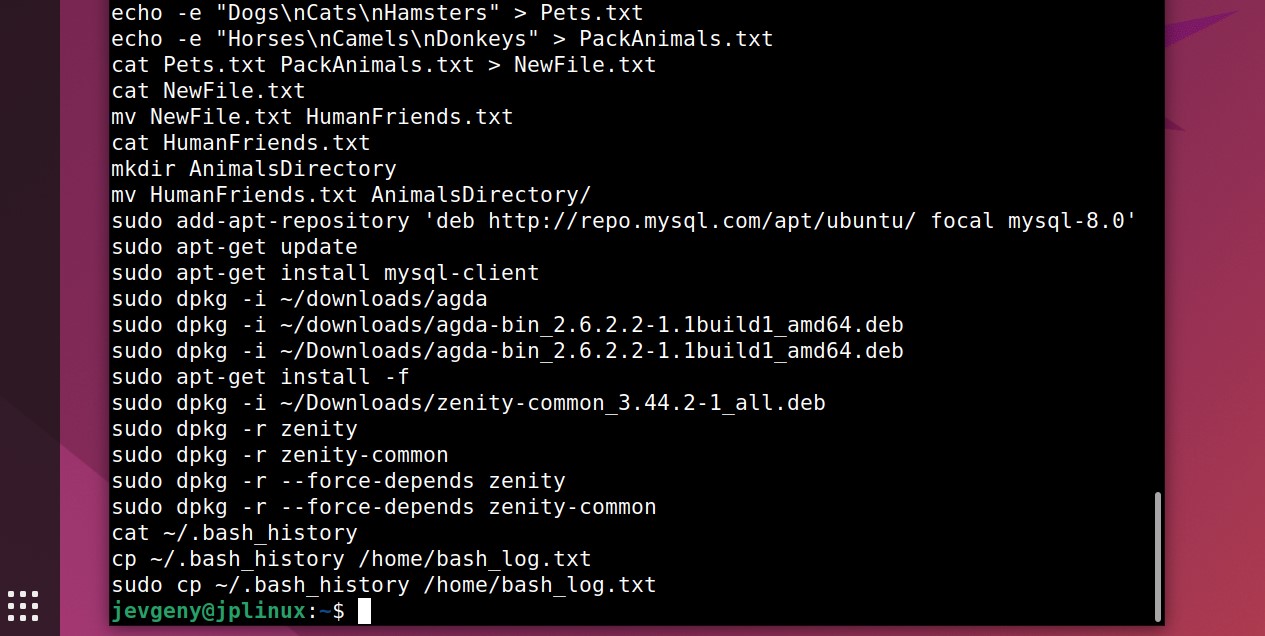 echo -e "Dogs\nCats\nHamsters" > Pets.txt
echo -e "Horses\nCamels\nDonkeys" > PackAnimals.txt
cat Pets.txt PackAnimals.txt > NewFile.txt
cat NewFile.txt
mv NewFile.txt HumanFriends.txt
cat HumanFriends.txt
mkdir AnimalsDirectory
mv HumanFriends.txt AnimalsDirectory/
sudo add-apt-repository 'deb http://repo.mysql.com/apt/ubuntu/ focal mysql-8.0'
sudo apt-get update
sudo apt-get install mysql-client
sudo dpkg -i ~/downloads/agda
sudo dpkg -i ~/downloads/agda-bin_2.6.2.2-1.1build1_amd64.deb
sudo dpkg -i ~/Downloads/agda-bin_2.6.2.2-1.1build1_amd64.deb
sudo apt-get install -f
sudo dpkg -i ~/Downloads/zenity-common_3.44.2-1_all.deb
sudo dpkg -r zenity
sudo dpkg -r zenity-common
sudo dpkg -r --force-depends zenity
sudo dpkg -r --force-depends zenity-common
cat ~/.bash_history
cp ~/.bash_history /home/bash_log.txt
sudo cp ~/.bash_history /home/bash_log.txt
jevgeny@jplinux:~$